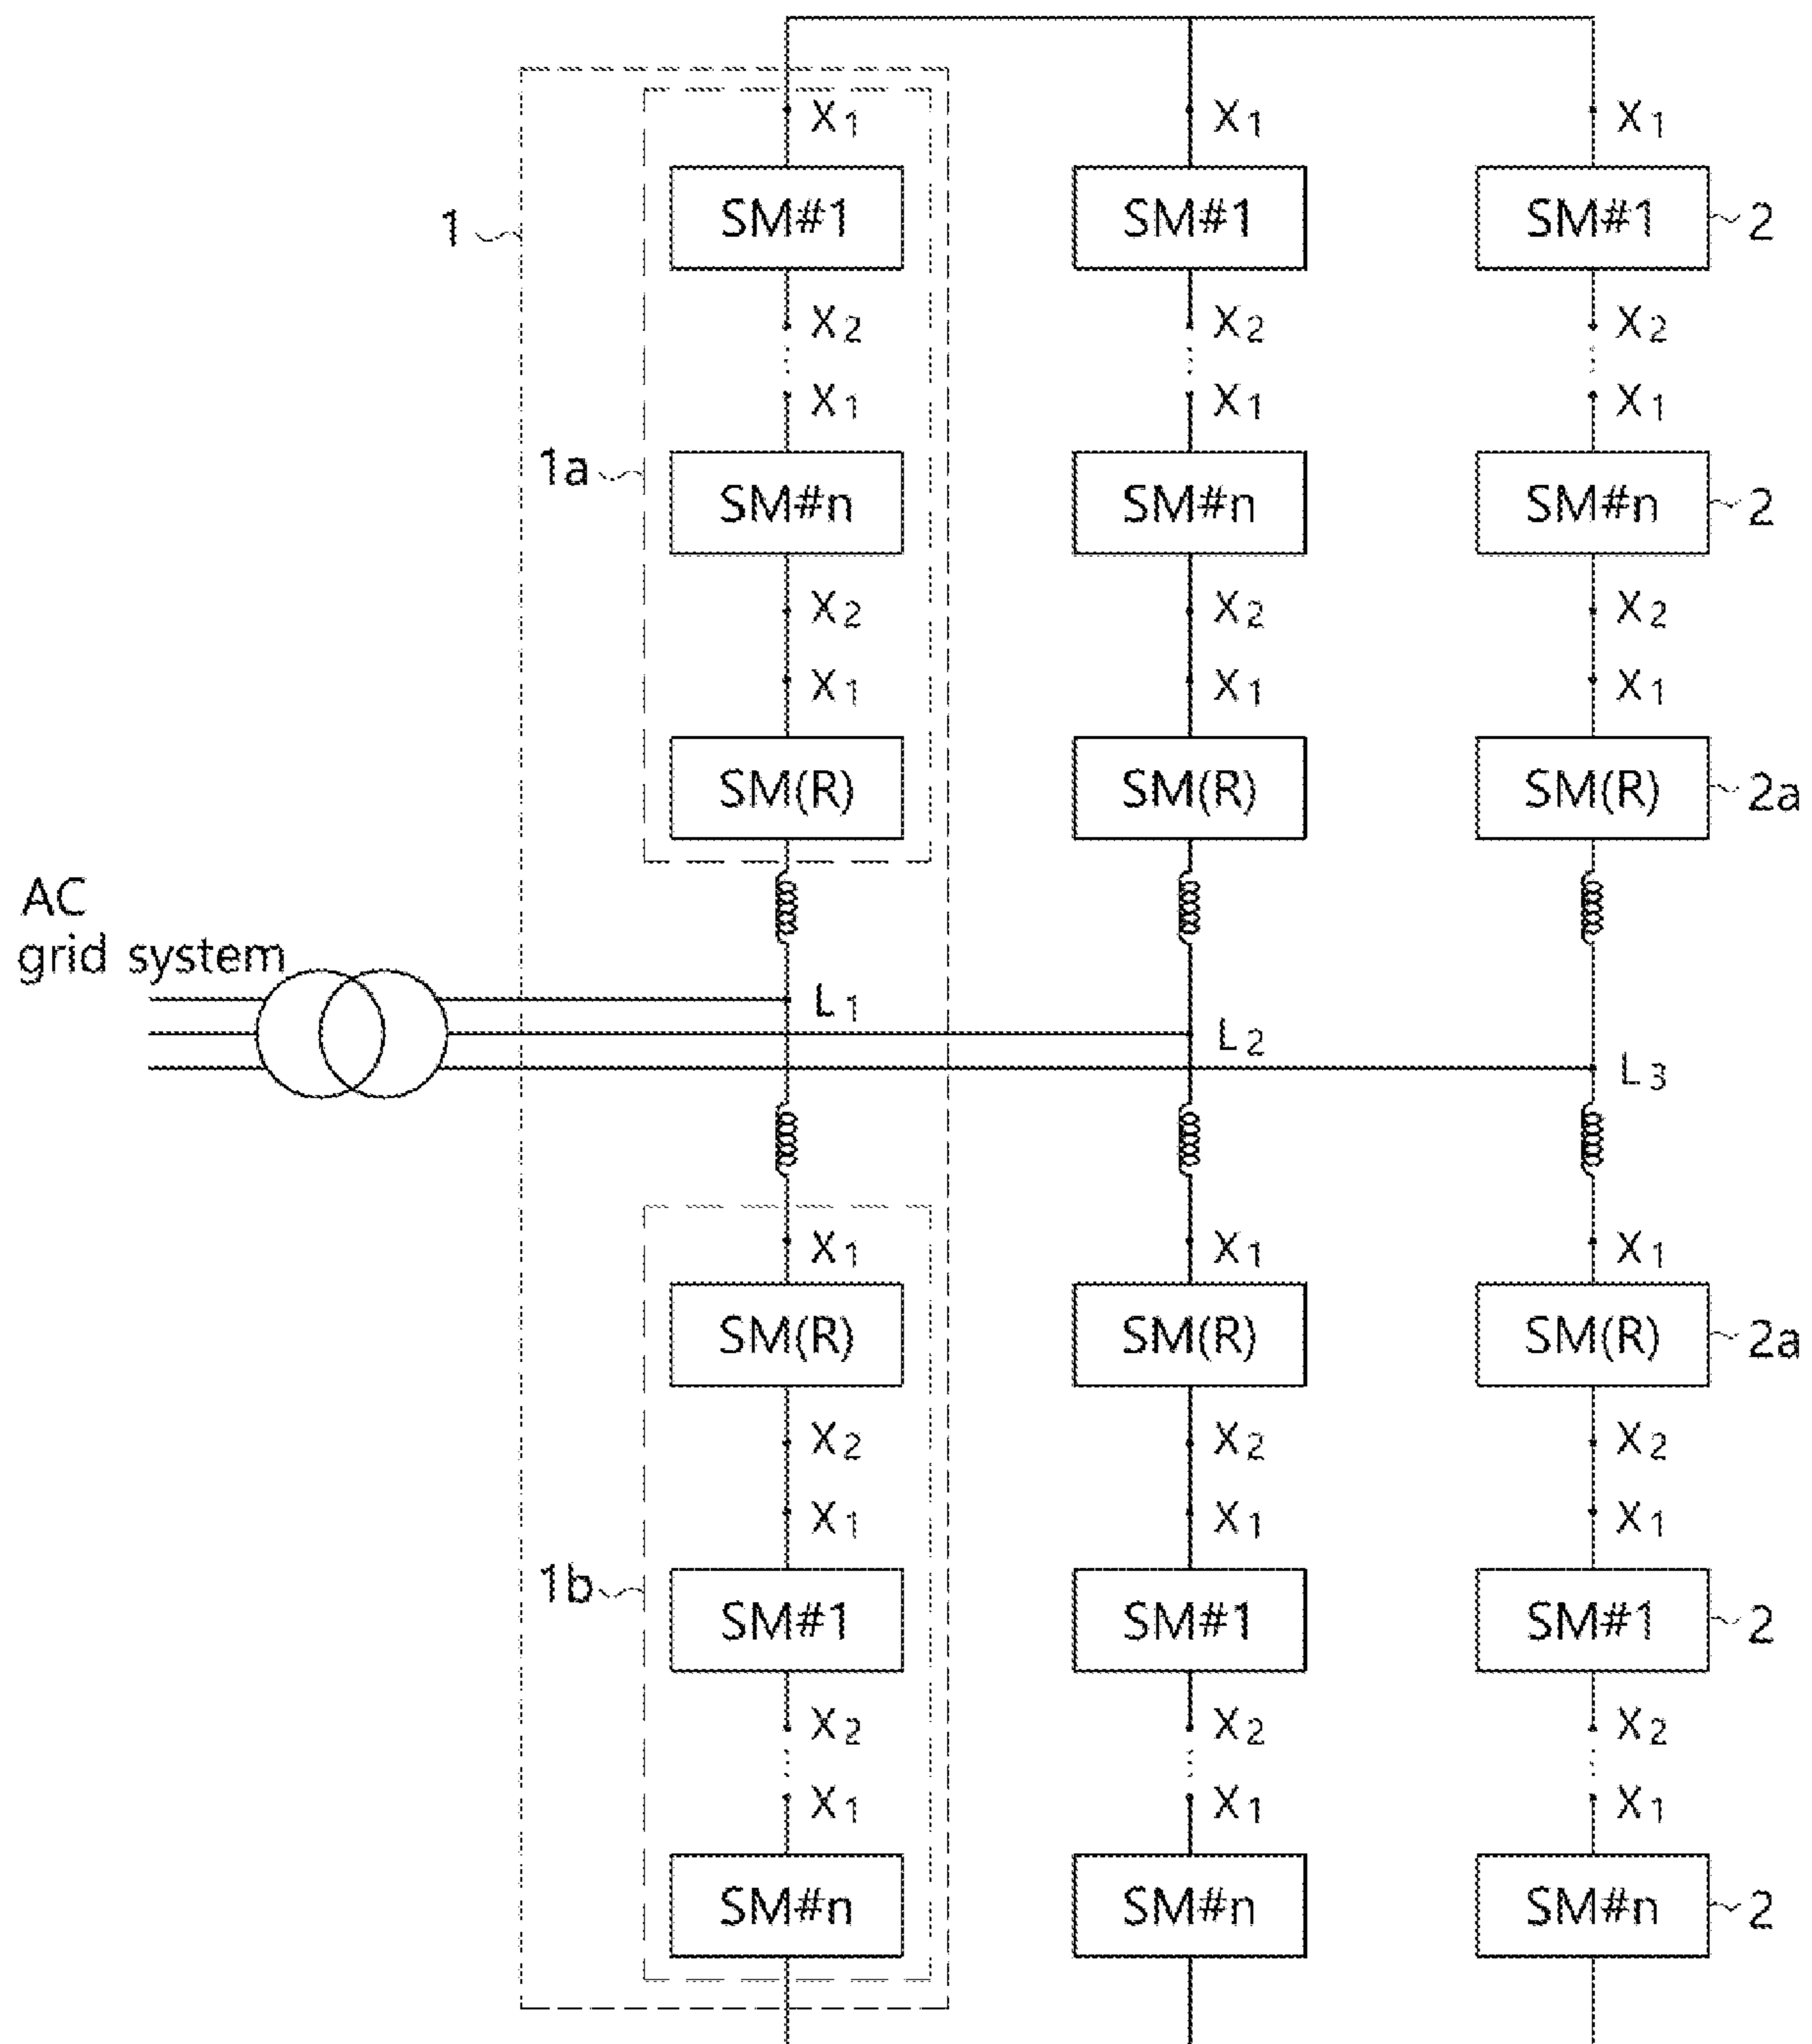 X1 X1 X1
1 SM#1 SM#1 SM#1 2
X2 X2 X2
X1 X1 X1
1a SM#n SM#n SM#n 2
X2 X2 X2
X1 X1 X1
SM(R) SM(R) SM(R) 2a
AC
grid system
L1
L2
L3
X1 X1 X1
SM(R) SM(R) SM(R) 2a
X2 X2 X2
X1 X1 X1
1b SM#1 SM#1 SM#1 2
X2 X2 X2
X1 X1 X1
SM#n SM#n SM#n 2